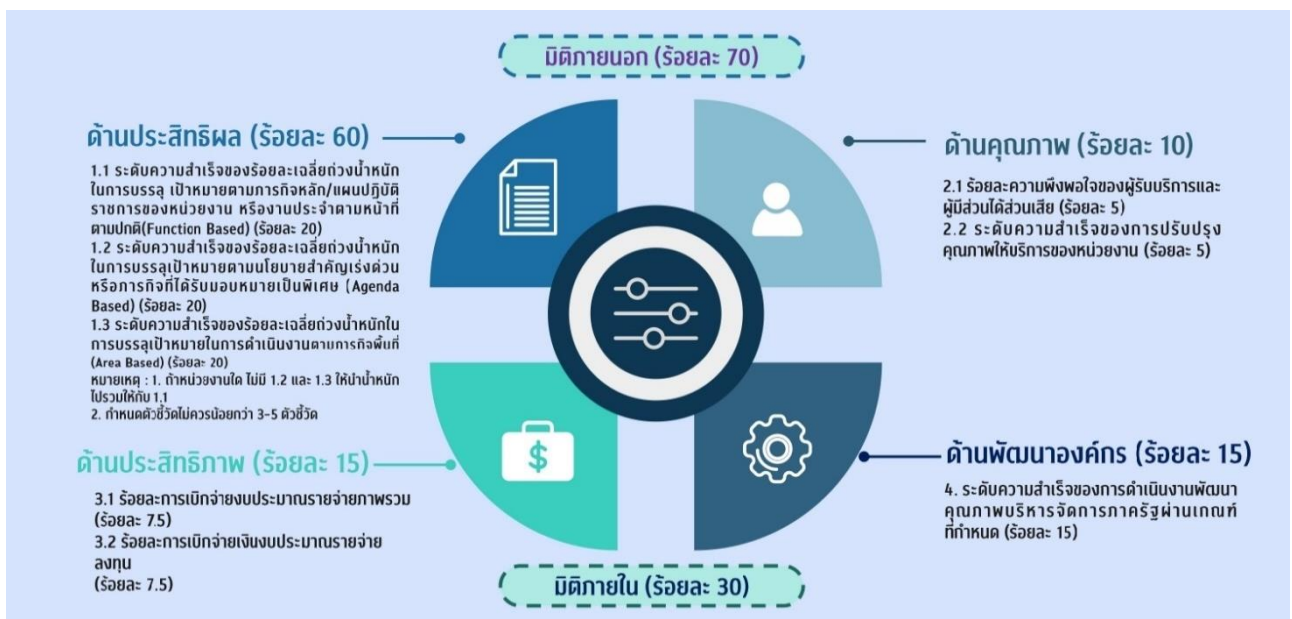 มิติภายนอก (ร้อยละ 70)
ด้านประสิทธิผล (ร้อยละ 60)
1.1 ระดับความสำเร็จของร้อยละเฉลี่ยถ่วงน้ำหนัก
ในการบรรลุ เป้าหมายตามภารกิจหลัก/แผนปฏิบัติ
ราชการของหน่วยงาน หรืองานประจำตามหน้าที่
ตามปกติ(Function Based) (ร้อยละ 20)
1.2 ระดับความสำเร็จของร้อยละเฉลี่ยถ่วงน้ำหนัก
ในการบรรลุเป้าหมายตามนโยบายสำคัญเร่งด่วน
หรือภารกิจที่ได้รับมอบหมายเป็นพิเศษ (Agenda
Based) (ร้อยละ 20)
1.3 ระดับความสำเร็จของร้อยละเฉลี่ยถ่วงน้ำหนักใน
การบรรลุเป้าหมายในการดำเนินงานตามภารกิจพื้นที่
(Area Based) (ร้อยละ 20)
หมายเหตุ : 1. ถ้าหน่วยงานใด ไม่มี 1.2 และ 1.3 ให้นำน้ำหนัก
ไปรวมให้กับ 1.1
2. กำหนดตัวชี้วัดไม่ควรน้อยกว่า 3-5 ตัวชี้วัด
ด้านคุณภาพ (ร้อยละ 10)
2.1 ร้อยละความพึงพอใจของผู้รับบริการและ
ผู้มีส่วนได้ส่วนเสีย (ร้อยละ 5)
2.2 ระดับความสำเร็จของการปรับปรุง
คุณภาพให้บริการของหน่วยงาน (ร้อยละ 5)
ด้านประสิทธิภาพ (ร้อยละ 15)
3.1 ร้อยละการเบิกจ่ายงบประมาณรายจ่ายภาพรวม
(ร้อยละ 7.5)
3.2 ร้อยละการเบิกจ่ายเงินงบประมาณรายจ่าย
ลงทุน
(ร้อยละ 7.5)
ด้านพัฒนาองค์กร (ร้อยละ 15)
4. ระดับความสำเร็จของการดำเนินงานพัฒนา
คุณภาพบริหารจัดการภาครัฐผ่านเกณฑ์
ที่กำหนด (ร้อยละ 15)
$
มิติภายใน (ร้อยละ 30)